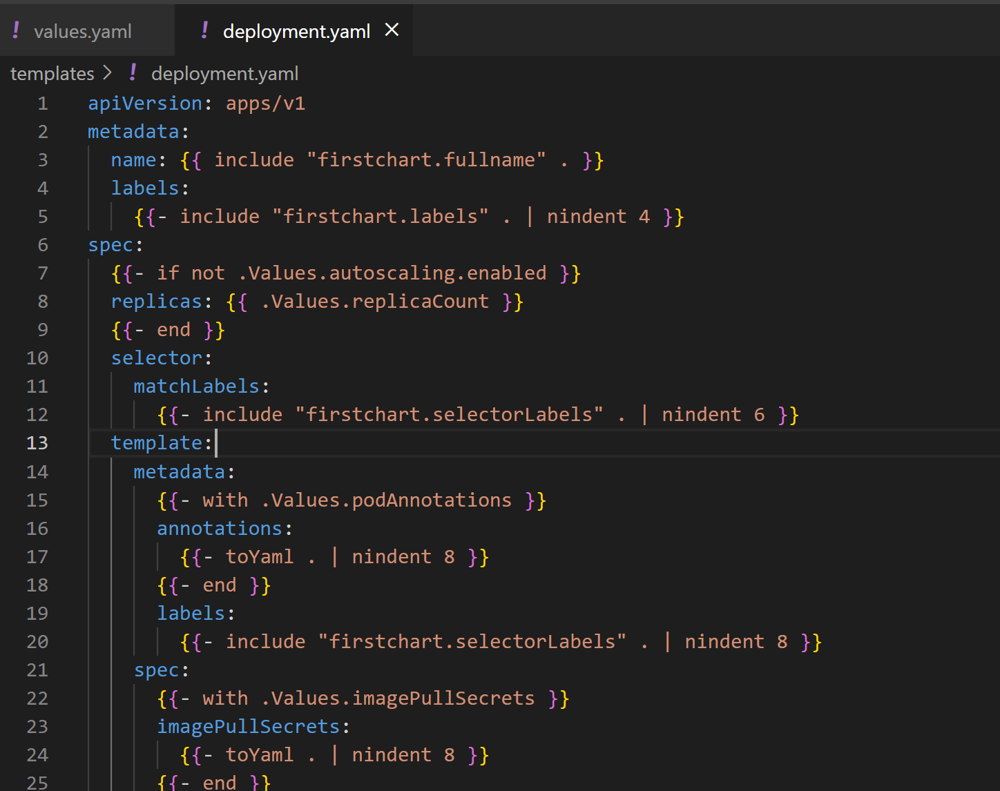 ! values.yaml ! deployment.yaml ×
templates > ! deployment.yaml
1 apiVersion: apps/v1
2 metadata:
3   name: {{ include "firstchart.fullname" . }}
4   labels:
5     {{- include "firstchart.labels" . | nindent 4 }}
6 spec:
7   {{- if not .Values.autoscaling.enabled }}
8   replicas: {{ .Values.replicaCount }}
9   {{- end }}
10   selector:
11     matchLabels:
12       {{- include "firstchart.selectorLabels" . | nindent 6 }}
13   template:
14     metadata:
15       {{- with .Values.podAnnotations }}
16       annotations:
17         {{- toYaml . | nindent 8 }}
18       {{- end }}
19       labels:
20         {{- include "firstchart.selectorLabels" . | nindent 8 }}
21     spec:
22       {{- with .Values.imagePullSecrets }}
23       imagePullSecrets:
24         {{- toYaml . | nindent 8 }}
25       {{- end }}